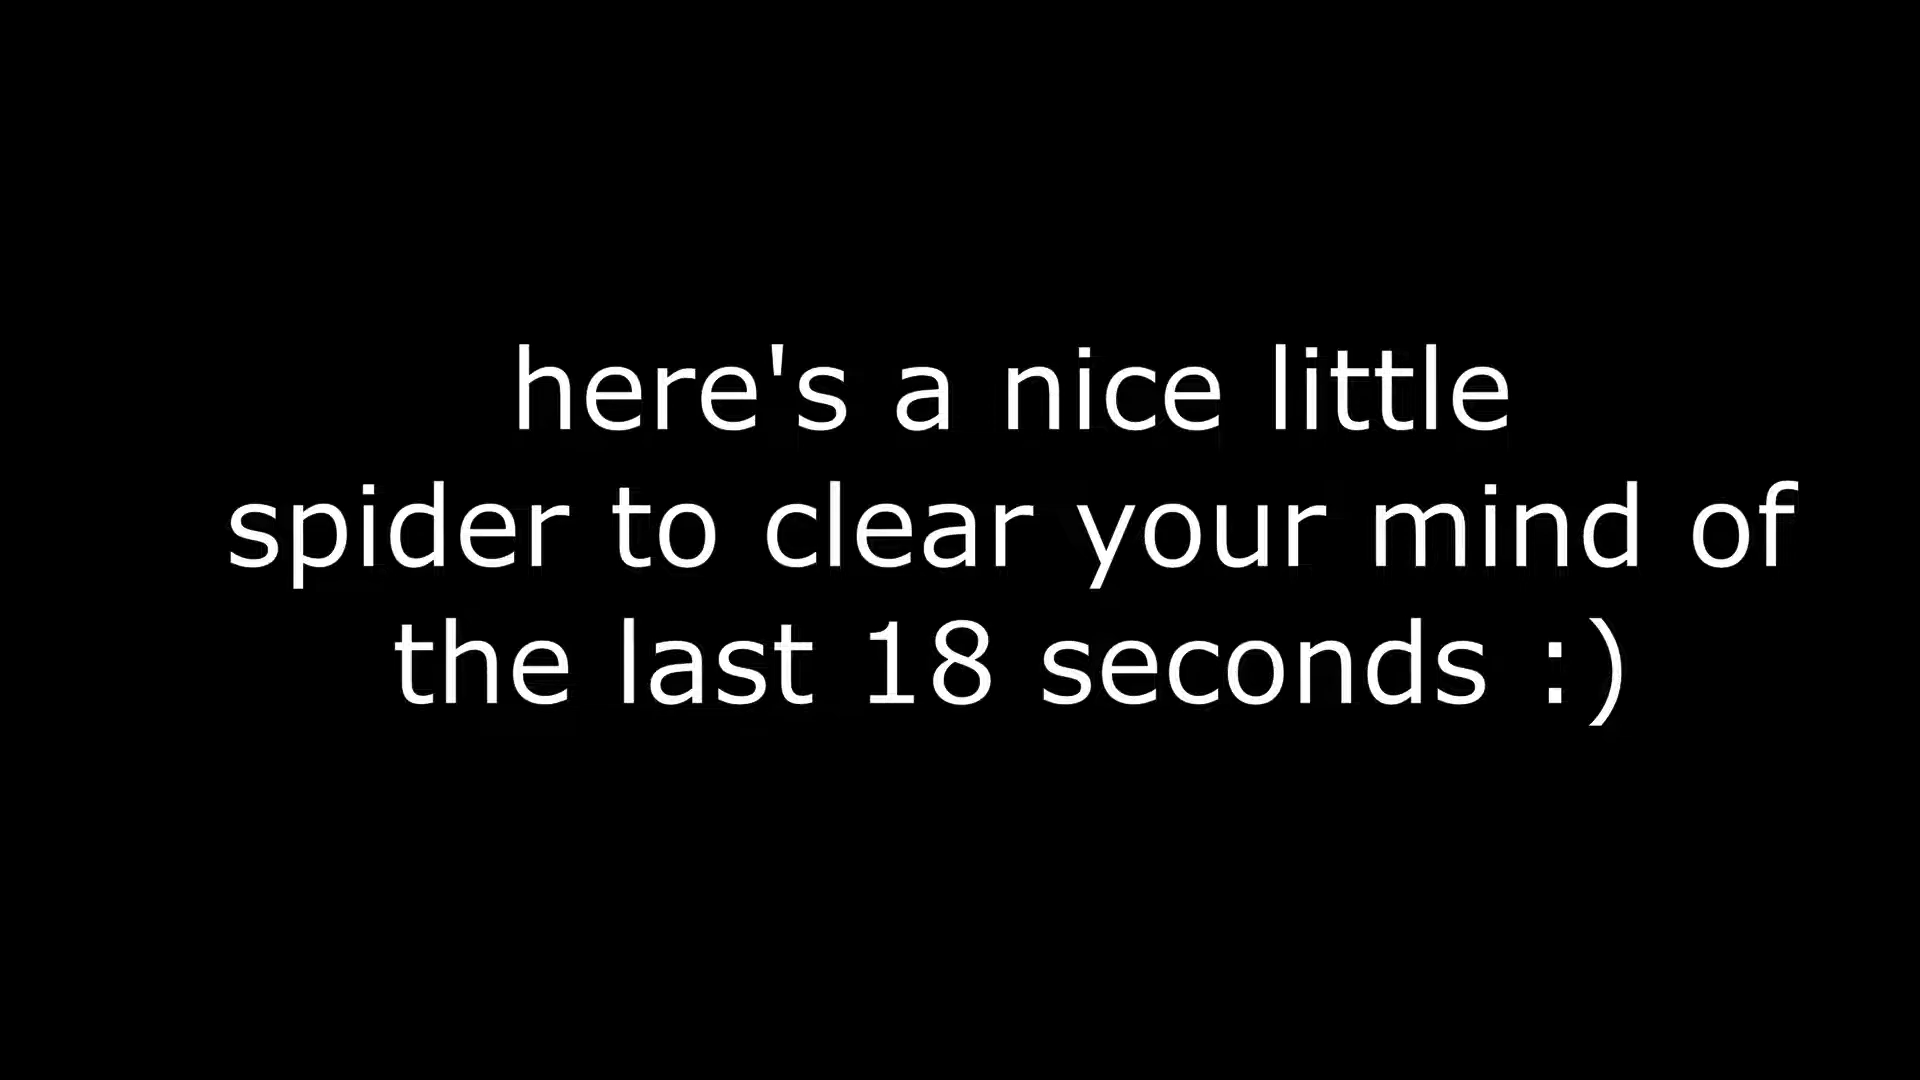 here's a nice little
spider to clear your mind of
the last 18 seconds :)